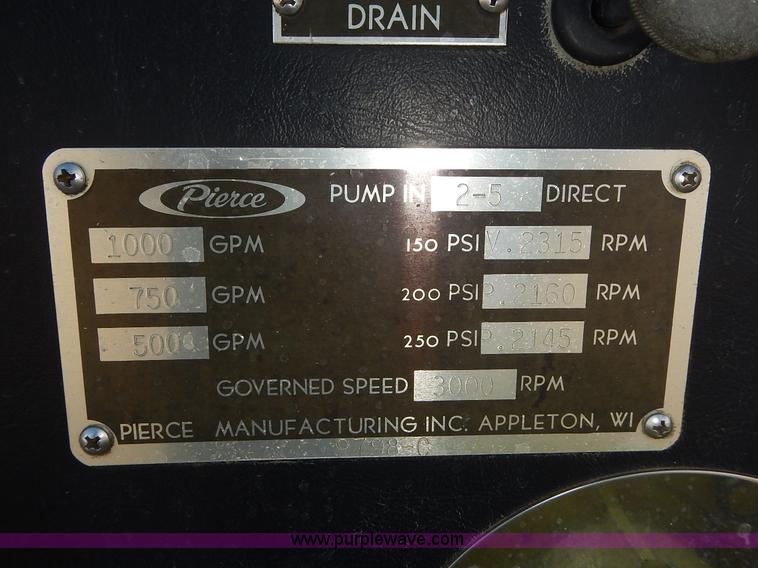 DRAIN
Pierce PUMP IN 2-5 DIRECT
1000 GPM 150 PSI V.2315 RPM
750 GPM 200 PSI P.2160 RPM
500 GPM 250 PSI P.2145 RPM
GOVERNED SPEED 3000 RPM
PIERCE MANUFACTURING INC. APPLETON, WI
www.purplewave.com